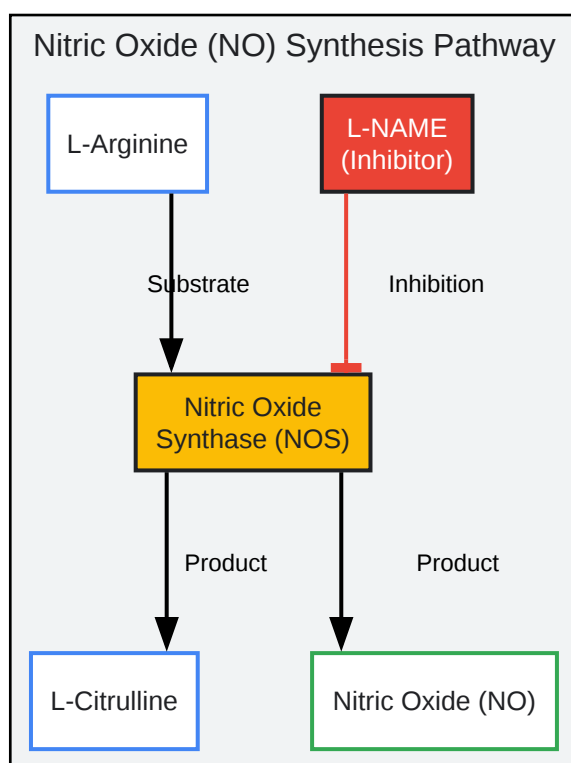 Nitric Oxide (NO) Synthesis Pathway
L-Arginine
L-NAME
(Inhibitor)
Substrate
Inhibition
Nitric Oxide
Synthase (NOS)
Product
Product
L-Citrulline
Nitric Oxide (NO)